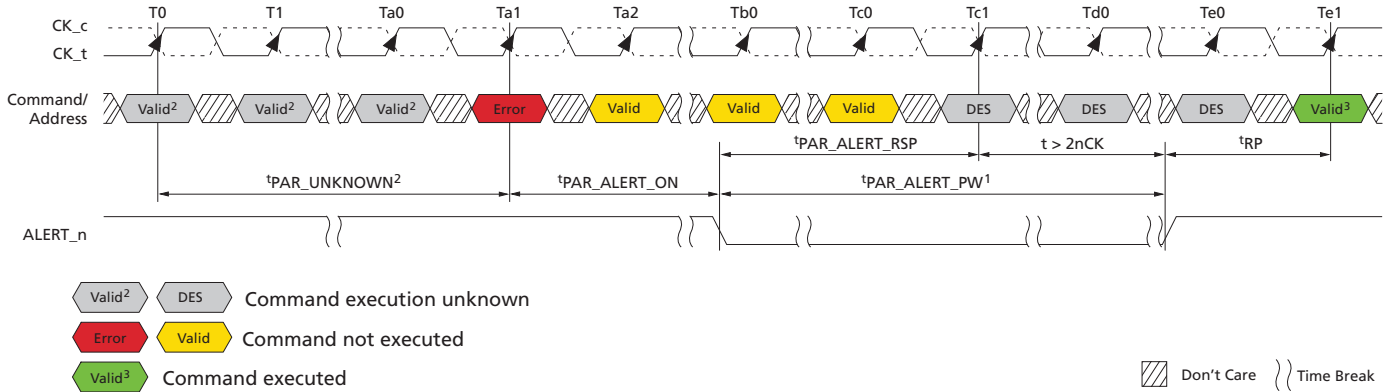 T0 T1 Ta0 Ta1 Ta2 Tb0 Tc0 Tc1 Td0 Te0 Te1
CK_c
CK_t
Command/
Address
Valid² Valid² Valid² Error Valid Valid Valid DES DES DES Valid³
ᵗPAR_ALERT_RSP t > 2nCK ᵗRP
ᵗPAR_UNKNOWN² ᵗPAR_ALERT_ON ᵗPAR_ALERT_PW¹
ALERT_n
Valid² DES Command execution unknown
Error Valid Command not executed
Valid³ Command executed
Don't Care Time Break